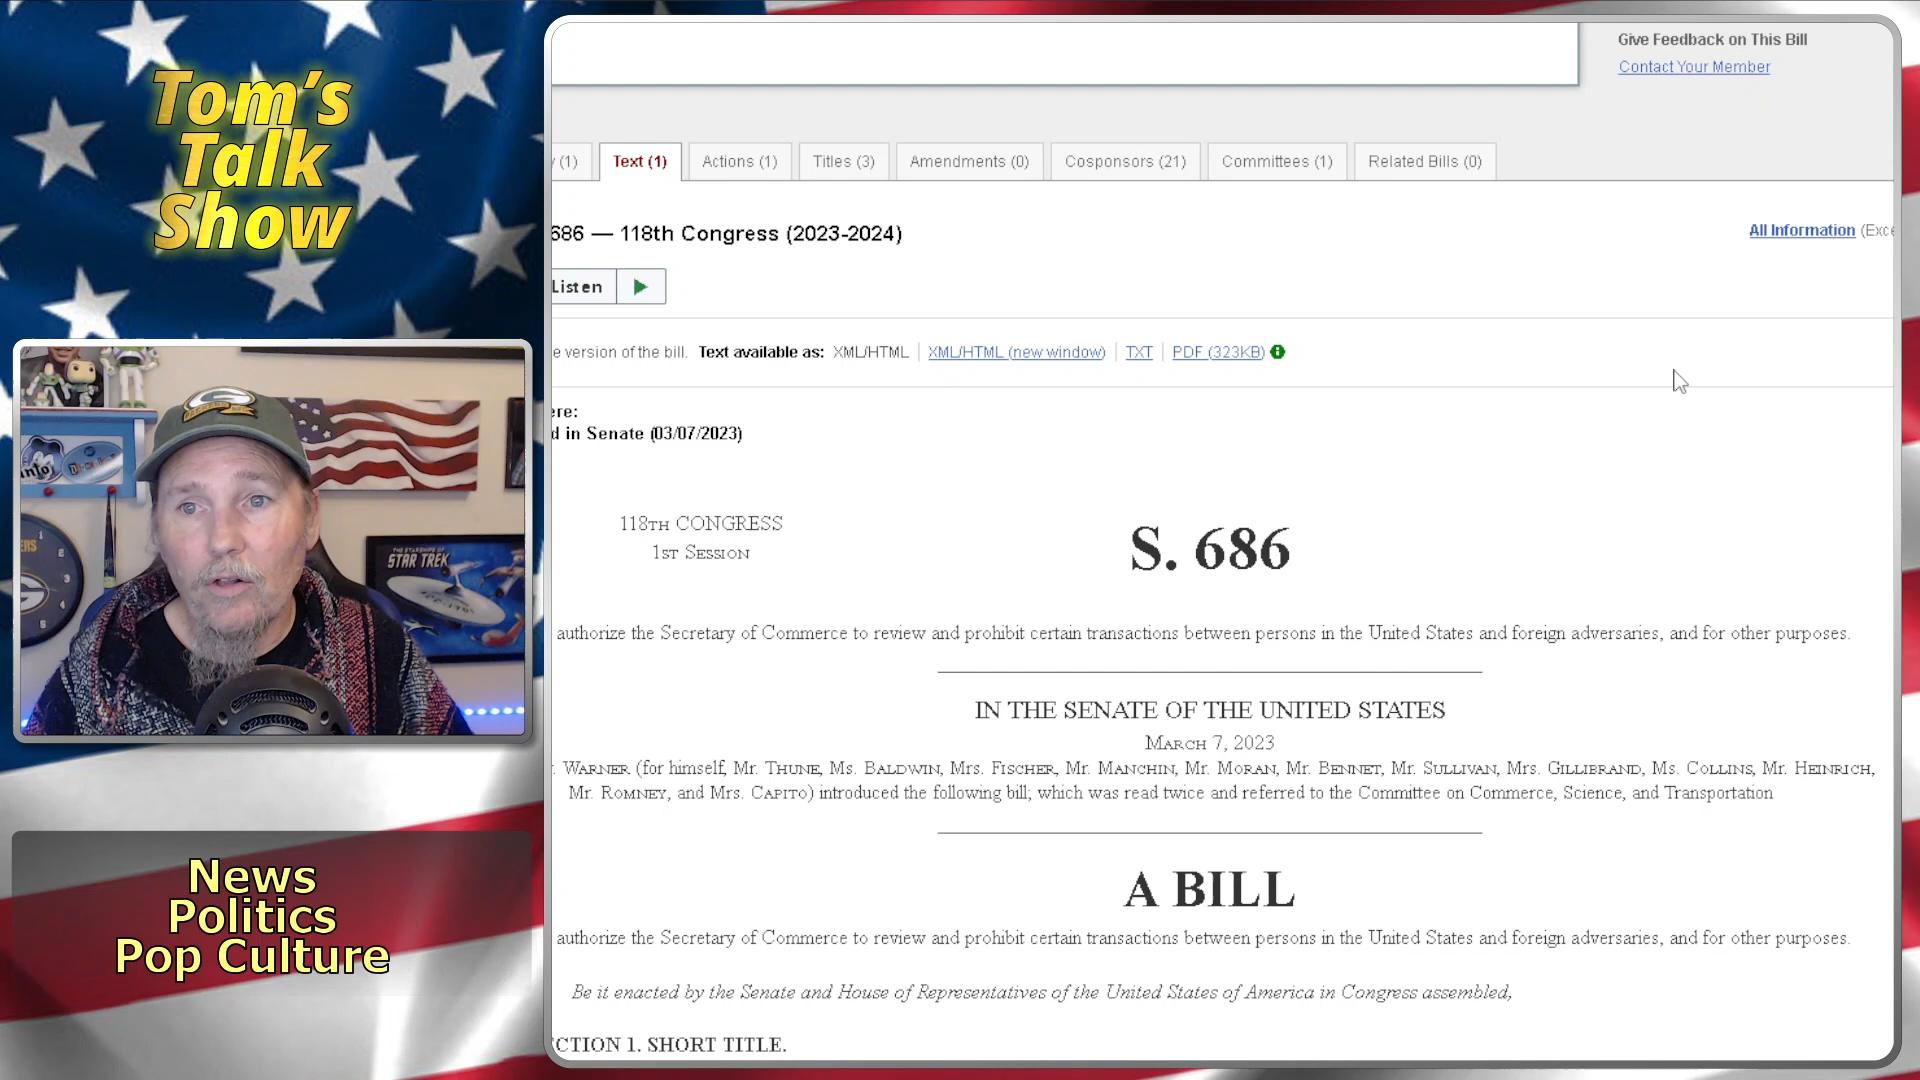 Tom's
Talk
Show
Give Feedback on This Bill
Contact Your Member
(1)
Text (1)
Actions (1)
Titles (3)
Amendments (0)
Cosponsors (21)
Committees (1)
Related Bills (0)
686 — 118th Congress (2023-2024)
All Information (Exce
Listen
e version of the bill. Text available as: XML/HTML XML/HTML (new window) TXT PDF (323KB)
ere:
d in Senate (03/07/2023)
118TH CONGRESS
1ST SESSION
S. 686
authorize the Secretary of Commerce to review and prohibit certain transactions between persons in the United States and foreign adversaries, and for other purposes.
IN THE SENATE OF THE UNITED STATES
MARCH 7, 2023
. WARNER (for himself, Mr. THUNE, Ms. BALDWIN, Mrs. FISCHER, Mr. MANCHIN, Mr. MORAN, Mr. BENNET, Mr. SULLIVAN, Mrs. GILLIBRAND, Ms. COLLINS, Mr. HEINRICH,
Mr. ROMNEY, and Mrs. CAPITO) introduced the following bill; which was read twice and referred to the Committee on Commerce, Science, and Transportation
A BILL
authorize the Secretary of Commerce to review and prohibit certain transactions between persons in the United States and foreign adversaries, and for other purposes.
Be it enacted by the Senate and House of Representatives of the United States of America in Congress assembled,
CTION 1. SHORT TITLE.
THE STARSHIPS OF
STAR TREK
News
Politics
Pop Culture